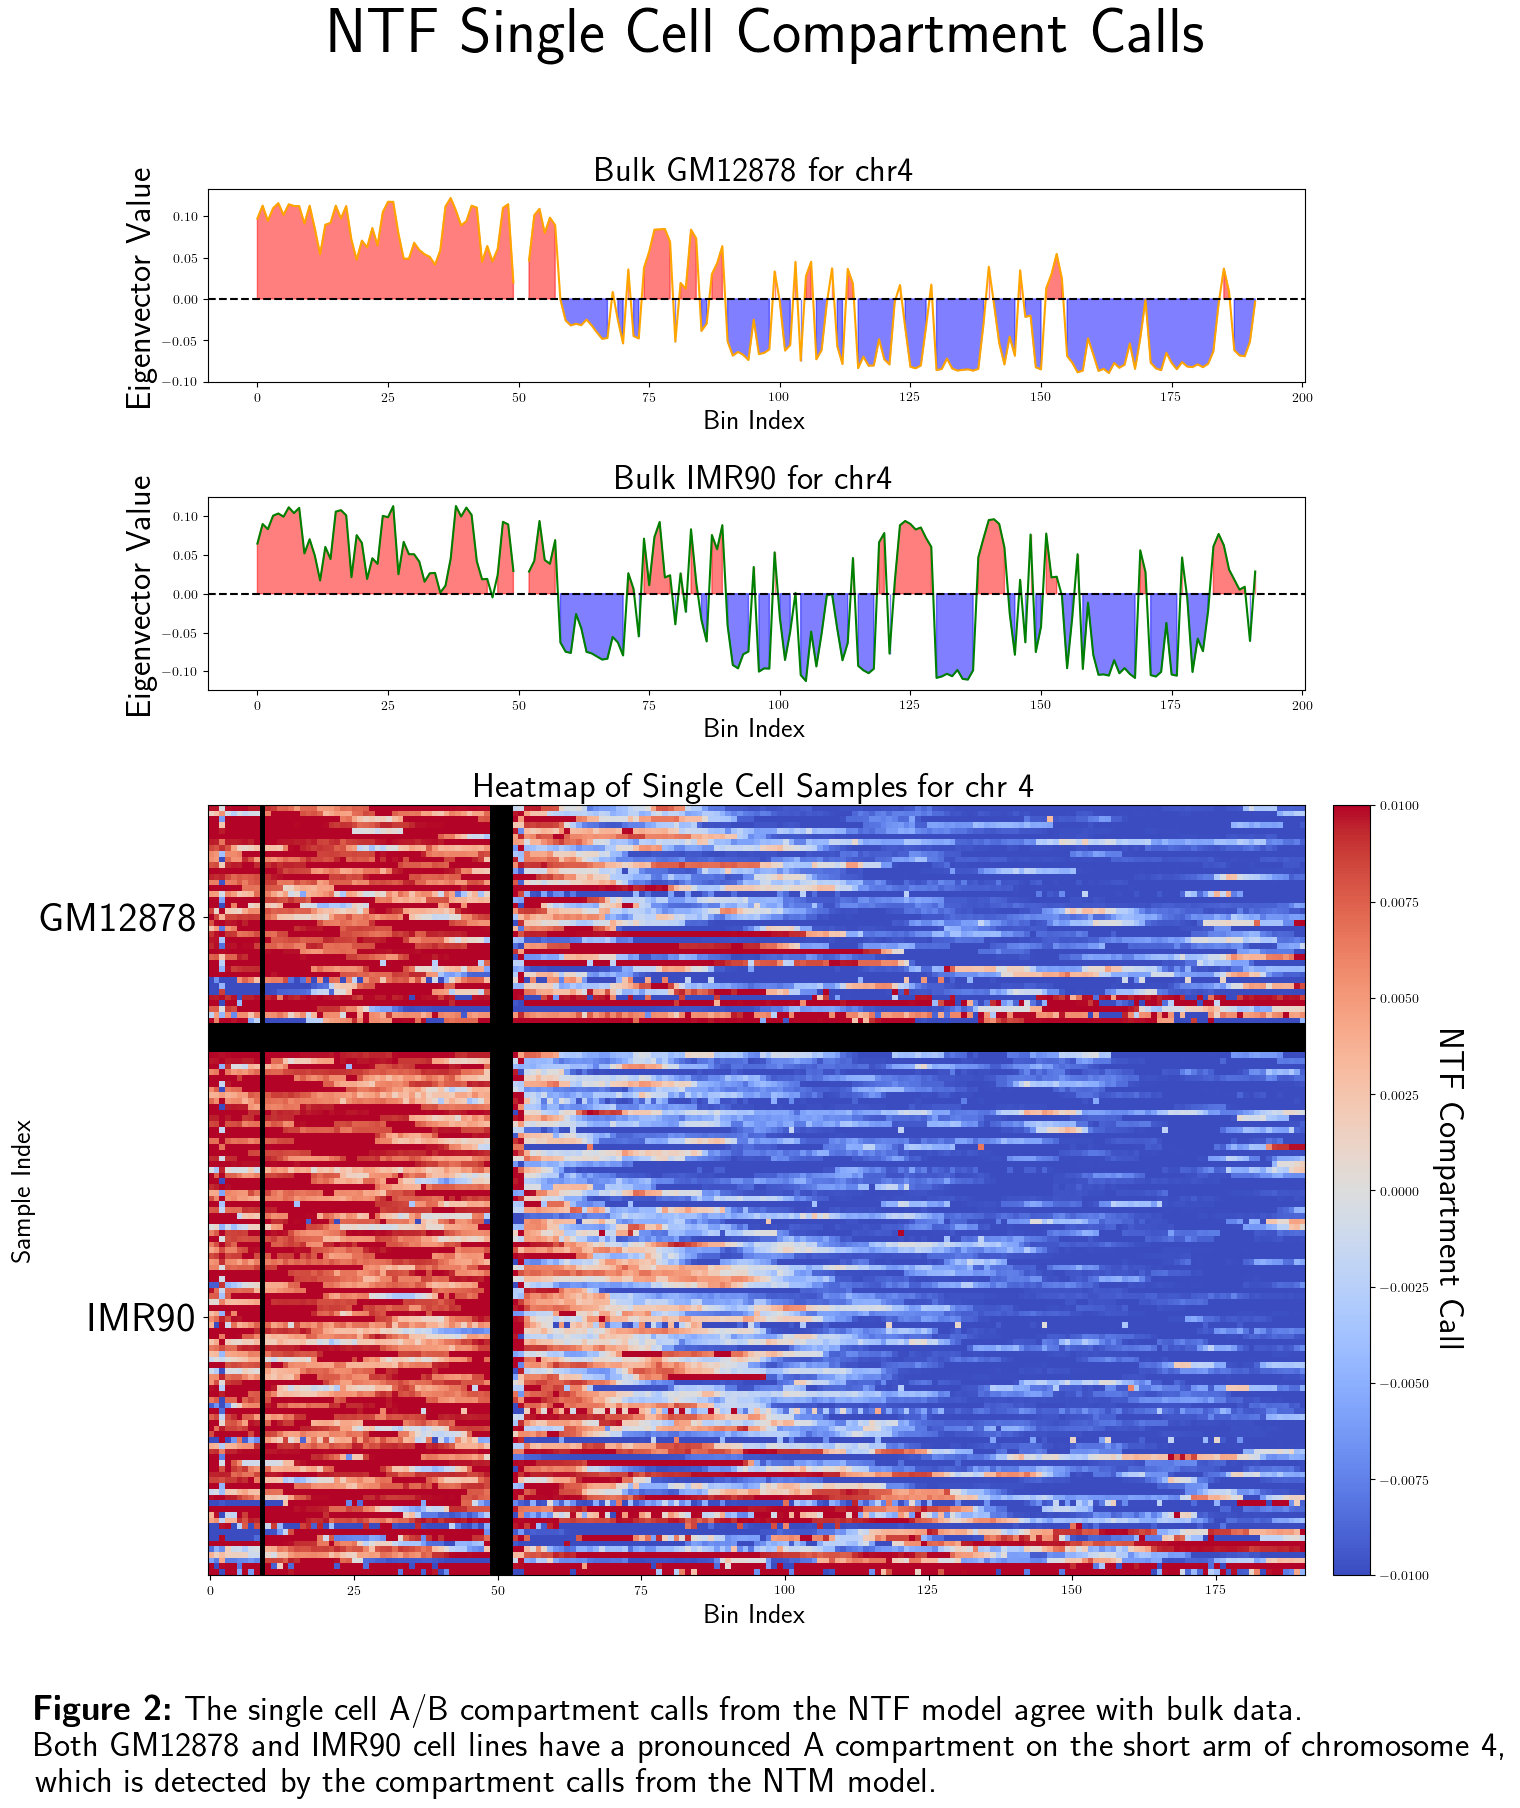 NTF Single Cell Compartment Calls
Bulk GM12878 for chr4
Eigenvector Value
0.10
0.05
0.00
−0.05
−0.10
0 25 50 75 100 125 150 175 200
Bin Index
Bulk IMR90 for chr4
Eigenvector Value
0.10
0.05
0.00
−0.05
−0.10
0 25 50 75 100 125 150 175 200
Bin Index
Heatmap of Single Cell Samples for chr 4
Sample Index
GM12878
IMR90
0 25 50 75 100 125 150 175
Bin Index
0.0100
0.0075
0.0050
0.0025
0.0000
−0.0025
−0.0050
−0.0075
−0.0100
NTF Compartment Call
Figure 2: The single cell A/B compartment calls from the NTF model agree with bulk data.
Both GM12878 and IMR90 cell lines have a pronounced A compartment on the short arm of chromosome 4,
which is detected by the compartment calls from the NTM model.